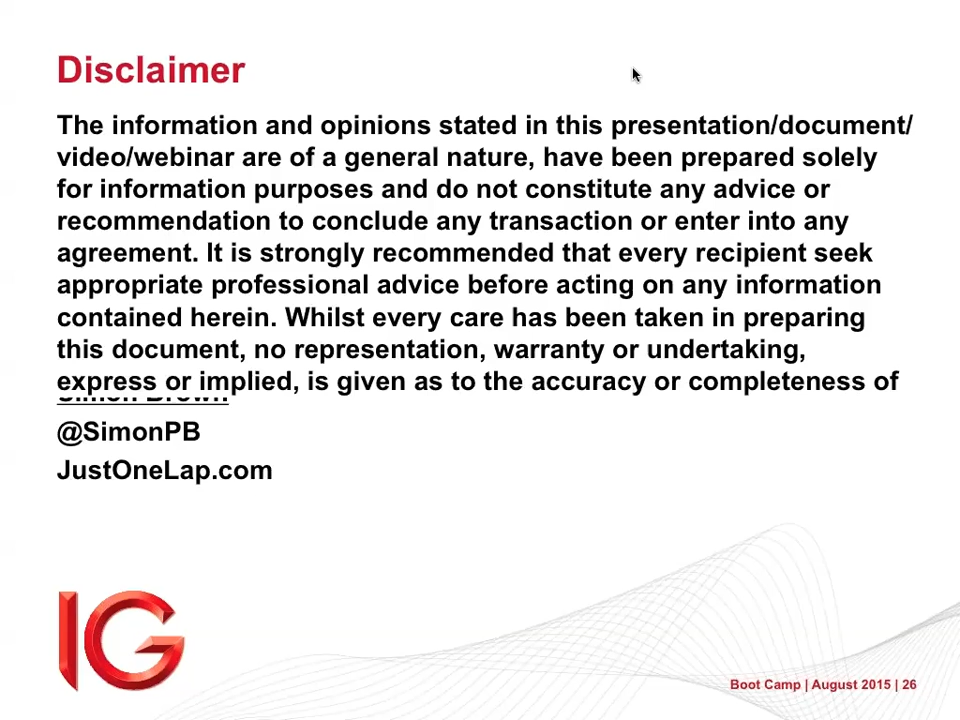 Disclaimer
The information and opinions stated in this presentation/document/
video/webinar are of a general nature, have been prepared solely
for information purposes and do not constitute any advice or
recommendation to conclude any transaction or enter into any
agreement. It is strongly recommended that every recipient seek
appropriate professional advice before acting on any information
contained herein. Whilst every care has been taken in preparing
this document, no representation, warranty or undertaking,
express or implied, is given as to the accuracy or completeness of
Simon Brown
@SimonPB
JustOneLap.com
IG
Boot Camp | August 2015 | 26